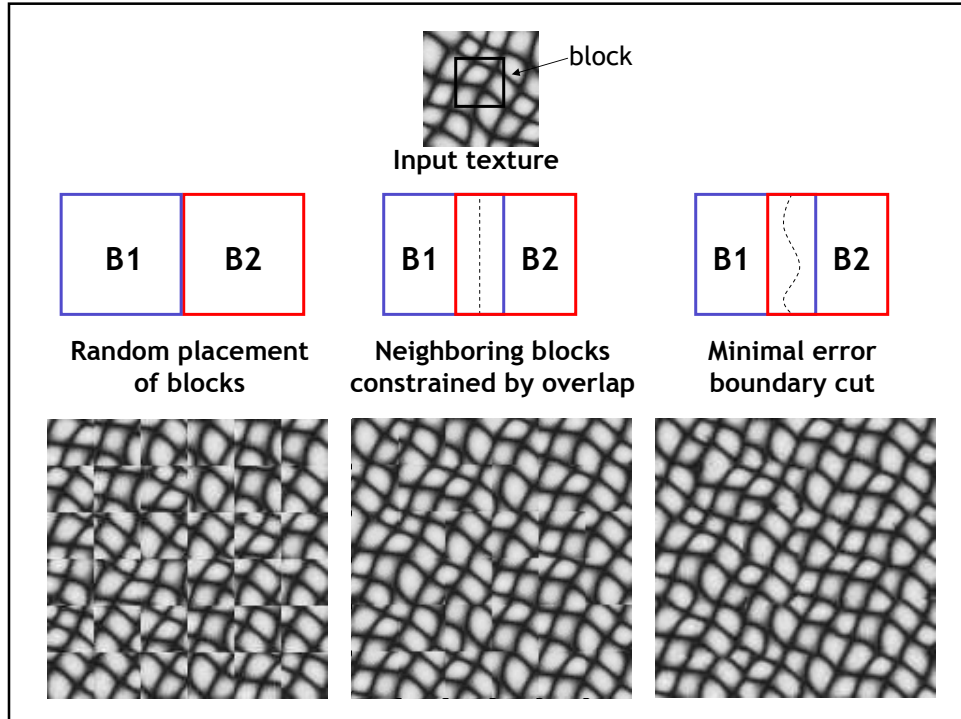 block
Input texture
B1
B2
B1
B2
B1
B2
Random placement
of blocks
Neighboring blocks
constrained by overlap
Minimal error
boundary cut